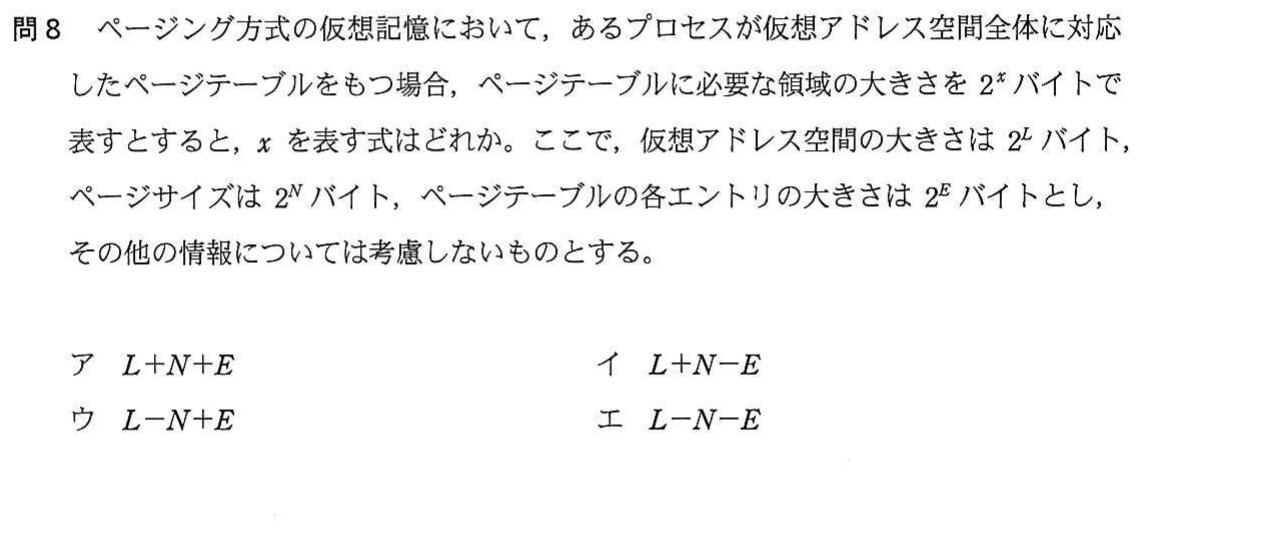 問8 ページング方式の仮想記憶において，あるプロセスが仮想アドレス空間全体に対応
したページテーブルをもつ場合，ページテーブルに必要な領域の大きさを 2ˣ バイトで
表すとすると，x を表す式はどれか。ここで，仮想アドレス空間の大きさは 2ᴸ バイト，
ページサイズは 2ᴺ バイト，ページテーブルの各エントリの大きさは 2ᴱ バイトとし，
その他の情報については考慮しないものとする。
ア L+N+E イ L+N−E
ウ L−N+E エ L−N−E